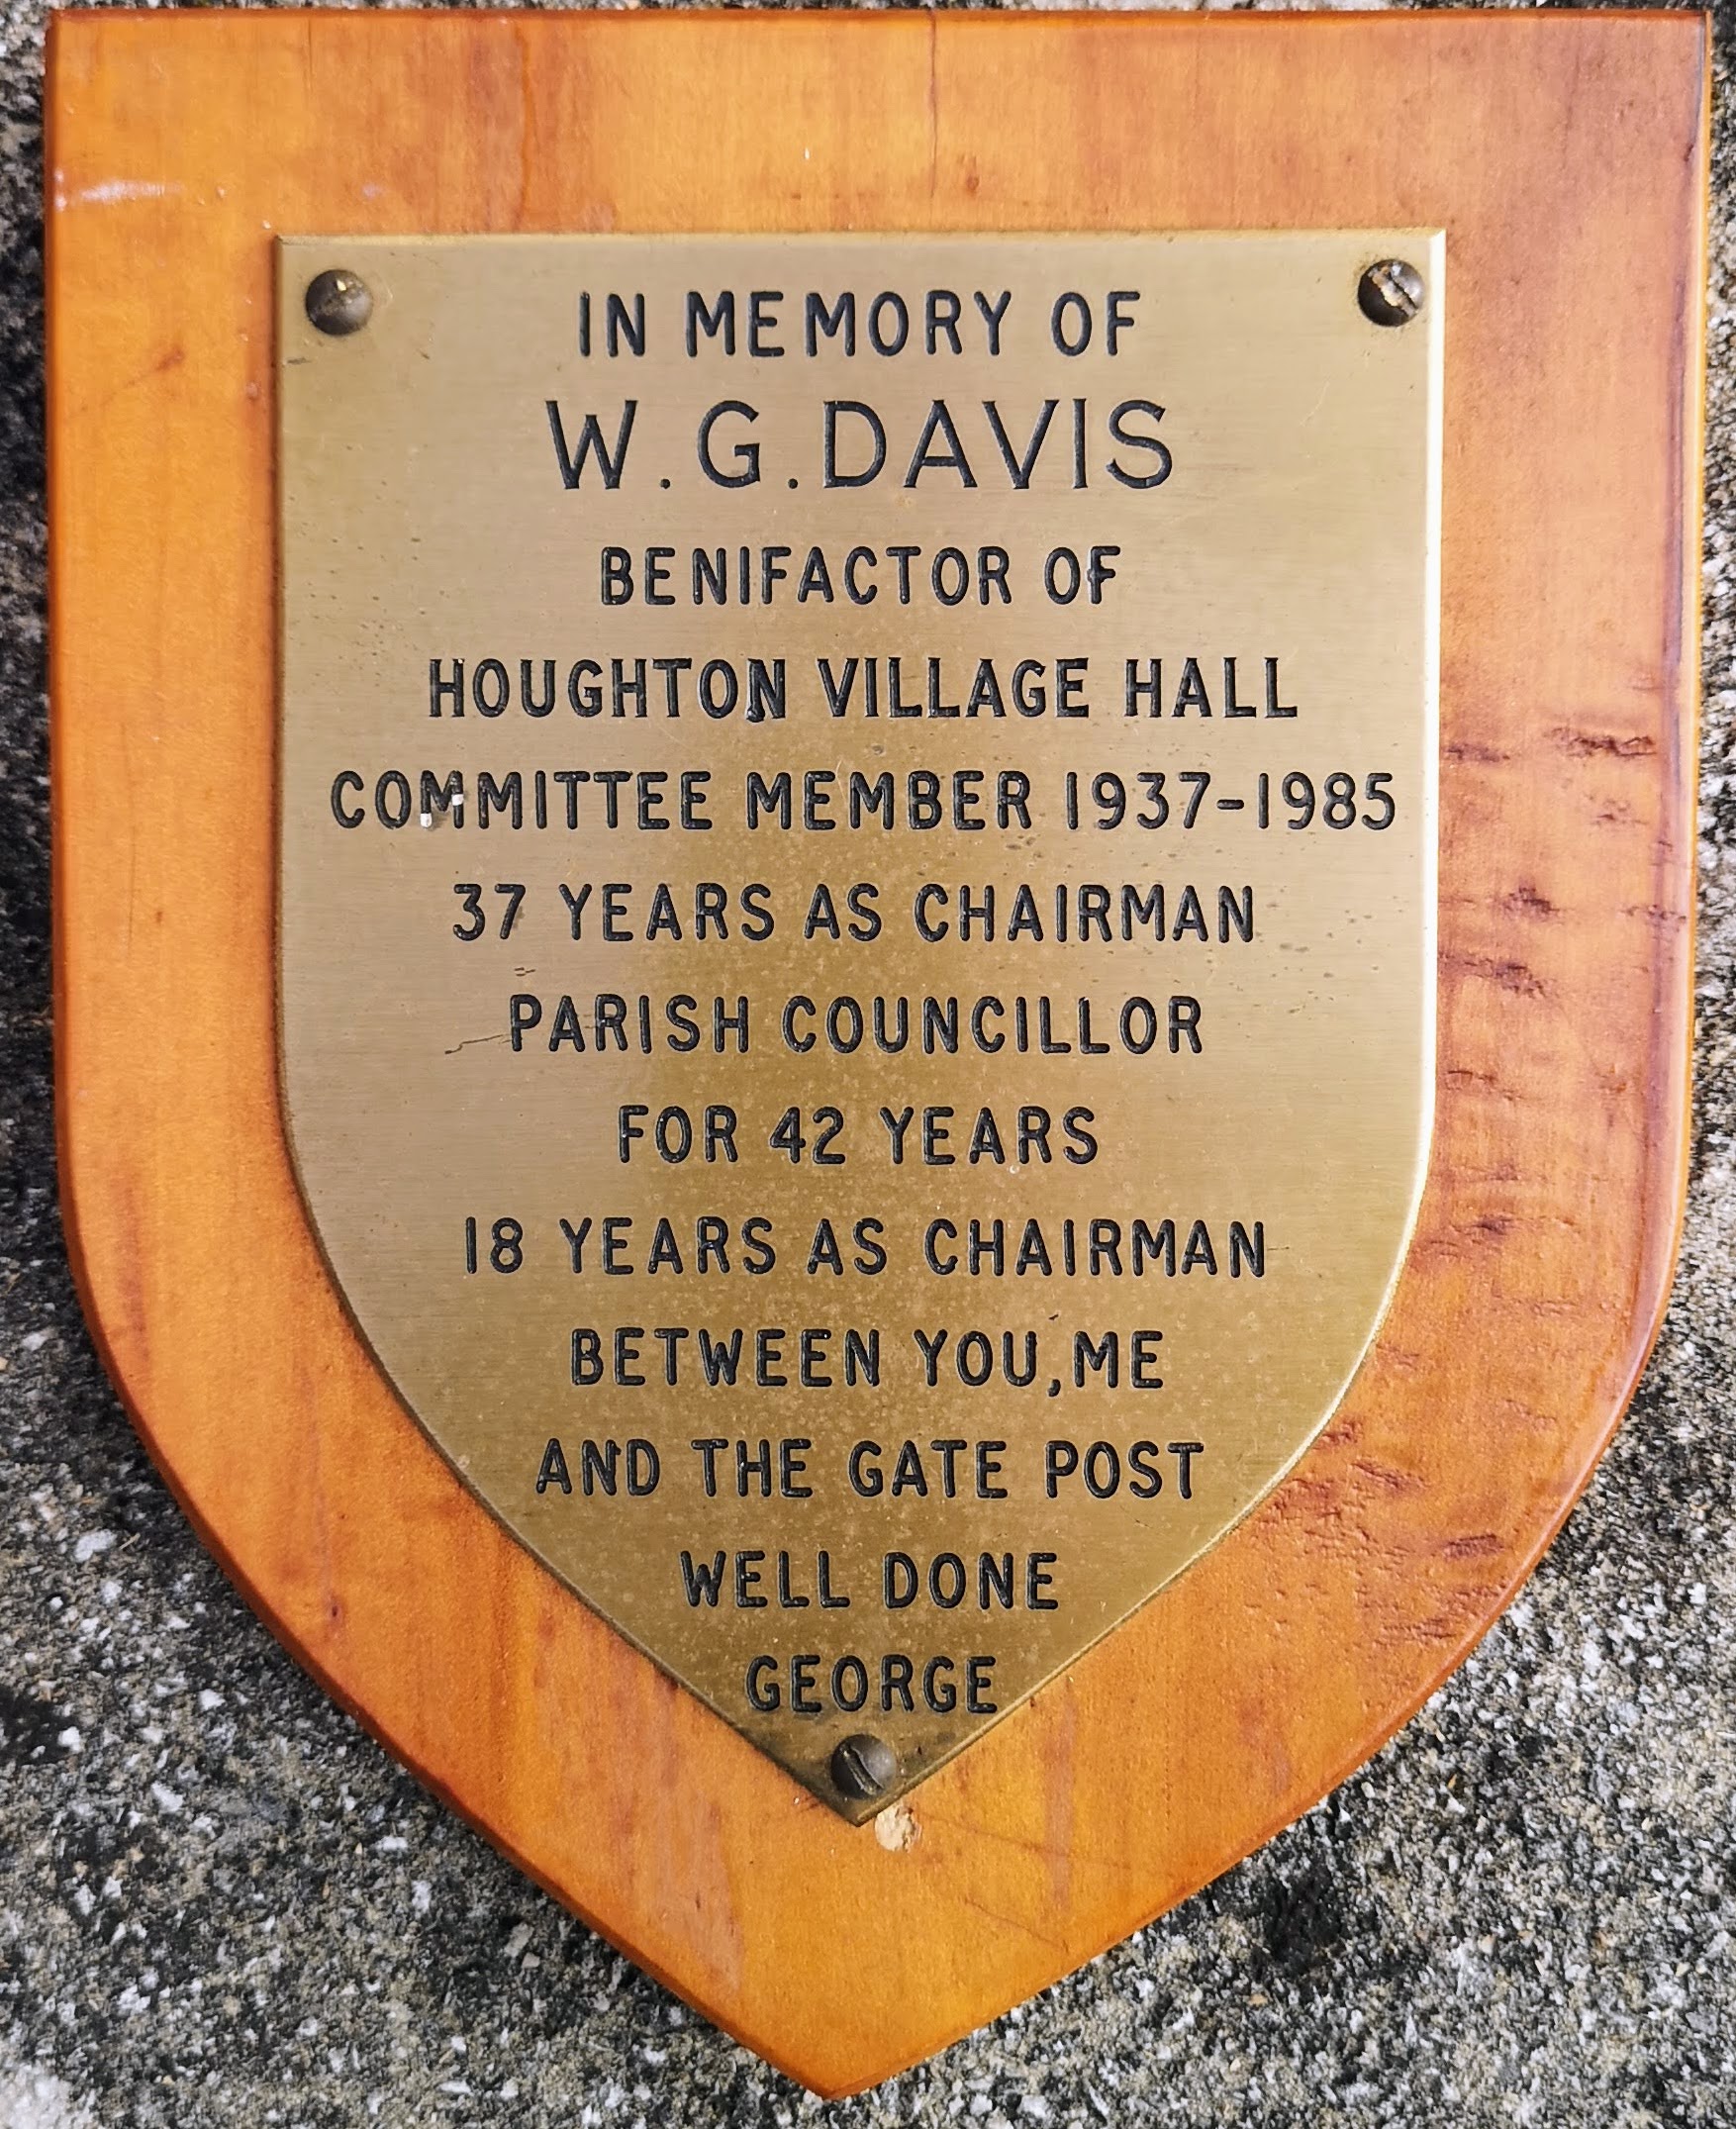 IN MEMORY OF
W.G.DAVIS
BENIFACTOR OF
HOUGHTON VILLAGE HALL
COMMITTEE MEMBER 1937-1985
37 YEARS AS CHAIRMAN
PARISH COUNCILLOR
FOR 42 YEARS
18 YEARS AS CHAIRMAN
BETWEEN YOU,ME
AND THE GATE POST
WELL DONE
GEORGE